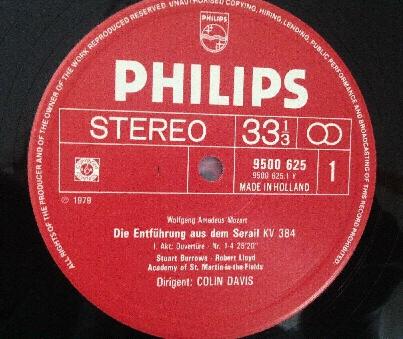 ALL RIGHTS OF THE PRODUCER AND OF THE OWNER OF THE WORK REPRODUCED RESERVED. UNAUTHORISED COPYING, HIRING, LENDING, PUBLIC PERFORMANCE AND BROADCASTING OF THIS RECORD PROHIBITED.
PHILIPS
PHILIPS
STEREO
33 1/3
9500 625
9500 625.1 Y
MADE IN HOLLAND
1
℗ 1979
Wolfgang Amadeus Mozart
Die Entführung aus dem Serail KV 384
I. Akt: Ouvertüre - Nr. 1-4 26'20"
Stuart Burrows - Robert Lloyd
Academy of St. Martin-in-the-Fields
Dirigent: COLIN DAVIS